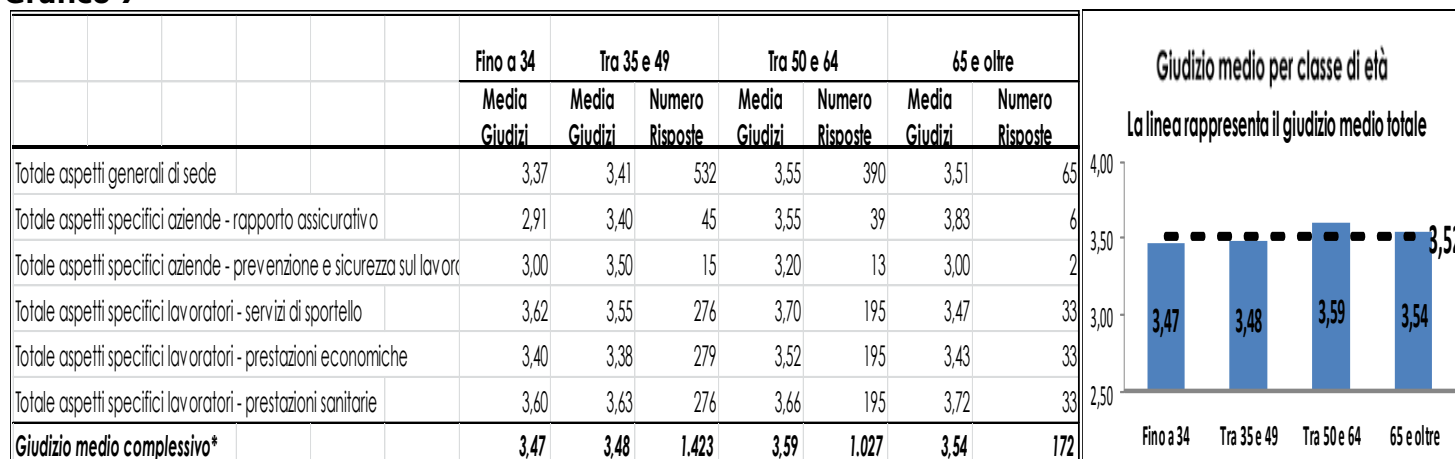 Fino a 34 Tra 35 e 49 Tra 50 e 64 65 e oltre
Media Media Numero Media Numero Media Numero
Giudizi Giudizi Risposte Giudizi Risposte Giudizi Risposte
Totale aspetti generali di sede 3,37 3,41 532 3,55 390 3,51 65
Totale aspetti specifici aziende - rapporto assicurativo 2,91 3,40 45 3,55 39 3,83 6
Totale aspetti specifici aziende - prevenzione e sicurezza sul lavoro 3,00 3,50 15 3,20 13 3,00 2
Totale aspetti specifici lavoratori - servizi di sportello 3,62 3,55 276 3,70 195 3,47 33
Totale aspetti specifici lavoratori - prestazioni economiche 3,40 3,38 279 3,52 195 3,43 33
Totale aspetti specifici lavoratori - prestazioni sanitarie 3,60 3,63 276 3,66 195 3,72 33
Giudizio medio complessivo* 3,47 3,48 1.423 3,59 1.027 3,54 172
Giudizio medio per classe di età
La linea rappresenta il giudizio medio totale
4,00
3,50
3,00
2,50
3,52
3,47 3,48 3,59 3,54
Fino a 34 Tra 35 e 49 Tra 50 e 64 65 e oltre